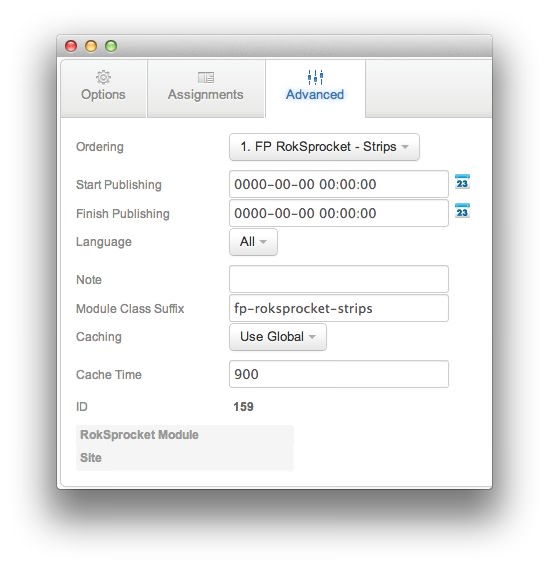 Options Assignments Advanced
Ordering 1. FP RokSprocket - Strips
Start Publishing 0000-00-00 00:00:00 23
Finish Publishing 0000-00-00 00:00:00 23
Language All
Note
Module Class Suffix fp-roksprocket-strips
Caching Use Global
Cache Time 900
ID 159
RokSprocket Module
Site